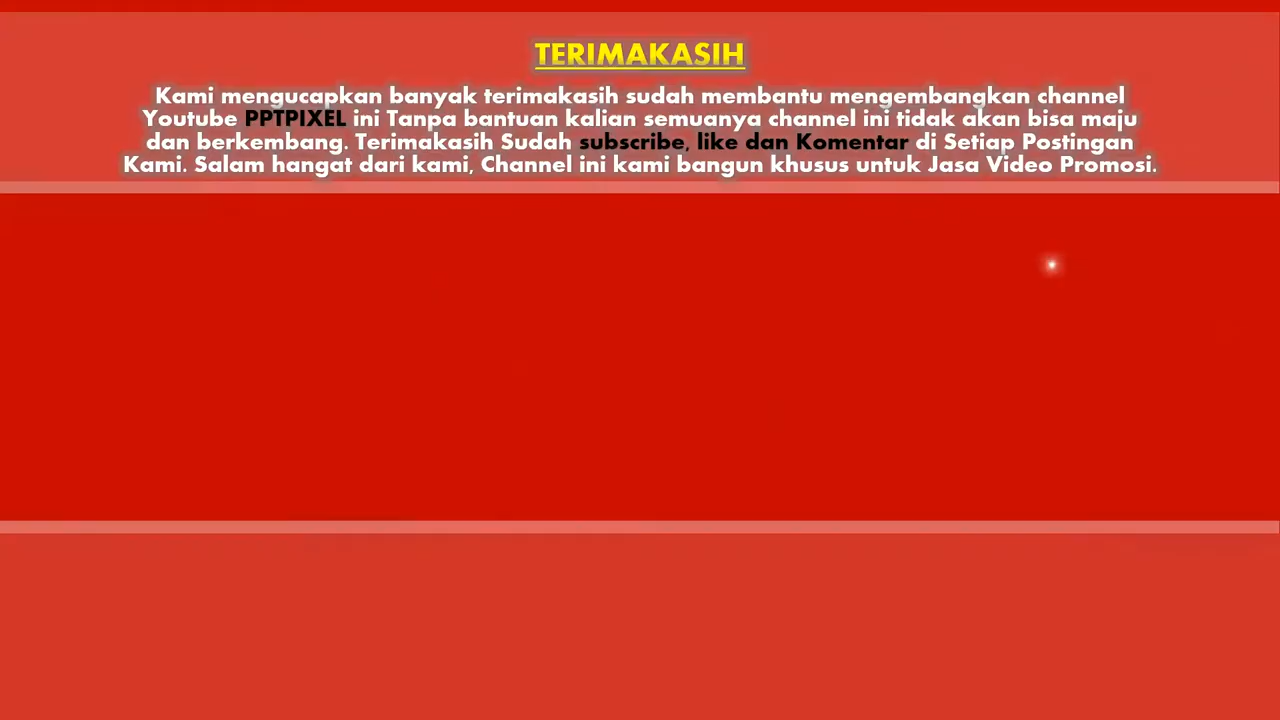 TERIMAKASIH
Kami mengucapkan banyak terimakasih sudah membantu mengembangkan channel
Youtube PPTPIXEL ini Tanpa bantuan kalian semuanya channel ini tidak akan bisa maju
dan berkembang. Terimakasih Sudah subscribe, like dan Komentar di Setiap Postingan
Kami. Salam hangat dari kami, Channel ini kami bangun khusus untuk Jasa Video Promosi.